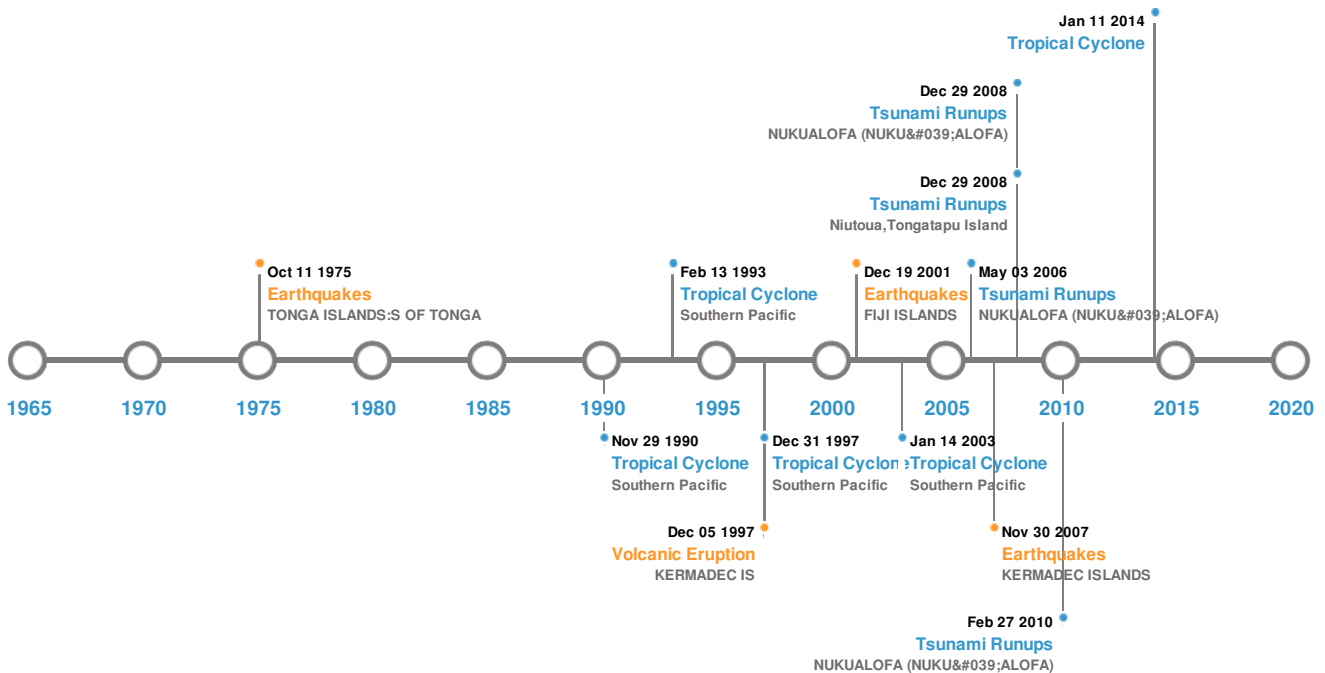 Jan 11 2014
Tropical Cyclone
Dec 29 2008
Tsunami Runups
NUKUALOFA (NUKU&#039;ALOFA)
Dec 29 2008
Tsunami Runups
Niutoua,Tongatapu Island
Oct 11 1975
Earthquakes
TONGA ISLANDS:S OF TONGA
Feb 13 1993
Tropical Cyclone
Southern Pacific
Dec 19 2001
Earthquakes
FIJI ISLANDS
May 03 2006
Tsunami Runups
NUKUALOFA (NUKU&#039;ALOFA)
1965 1970 1975 1980 1985 1990 1995 2000 2005 2010 2015 2020
Nov 29 1990
Tropical Cyclone
Southern Pacific
Dec 31 1997
Tropical Cyclone
Southern Pacific
Jan 14 2003
Tropical Cyclone
Southern Pacific
Dec 05 1997
Volcanic Eruption
KERMADEC IS
Nov 30 2007
Earthquakes
KERMADEC ISLANDS
Feb 27 2010
Tsunami Runups
NUKUALOFA (NUKU&#039;ALOFA)